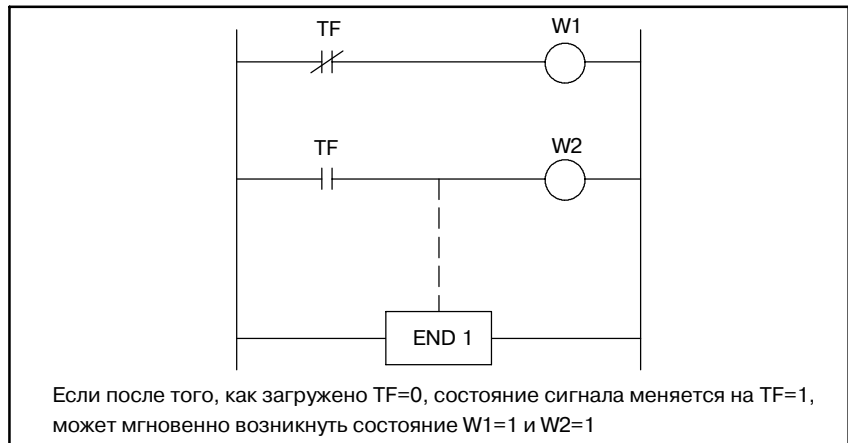 TF
W1
TF
W2
END 1
Если после того, как загружено TF=0, состояние сигнала меняется на TF=1,
может мгновенно возникнуть состояние W1=1 и W2=1